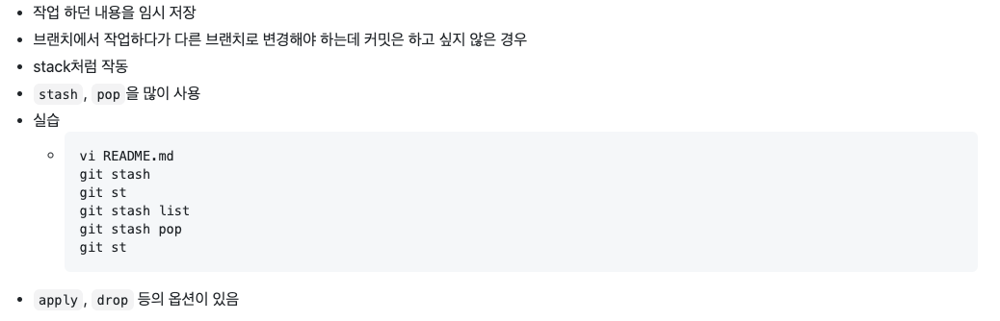 작업 하던 내용을 임시 저장
브랜치에서 작업하다가 다른 브랜치로 변경해야 하는데 커밋은 하고 싶지 않은 경우
stack처럼 작동
stash, pop을 많이 사용
실습
vi README.md
git stash
git st
git stash list
git stash pop
git st
apply, drop 등의 옵션이 있음